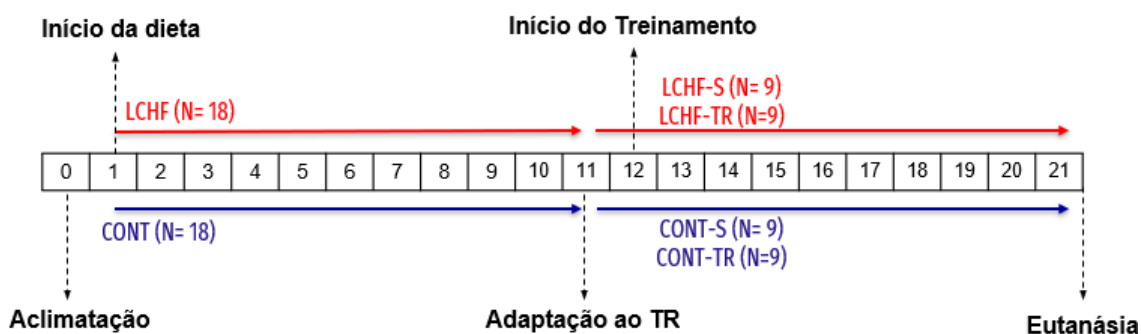 Início da dieta
Início do Treinamento
LCHF (N= 18)
LCHF-S (N= 9)
LCHF-TR (N=9)
0 1 2 3 4 5 6 7 8 9 10 11 12 13 14 15 16 17 18 19 20 21
CONT (N= 18)
CONT-S (N= 9)
CONT-TR (N=9)
Aclimatação
Adaptação ao TR
Eutanásia